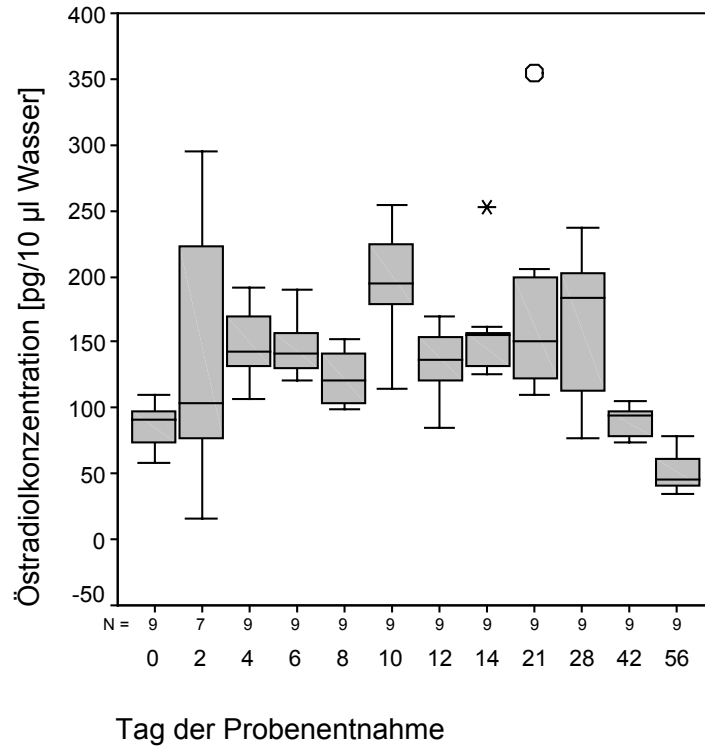 Östradiolkonzentration [pg/10 µl Wasser]
400
350
300
250
200
150
100
50
0
-50
N = 9 7 9 9 9 9 9 9 9 9 9 9
0 2 4 6 8 10 12 14 21 28 42 56
Tag der Probenentnahme